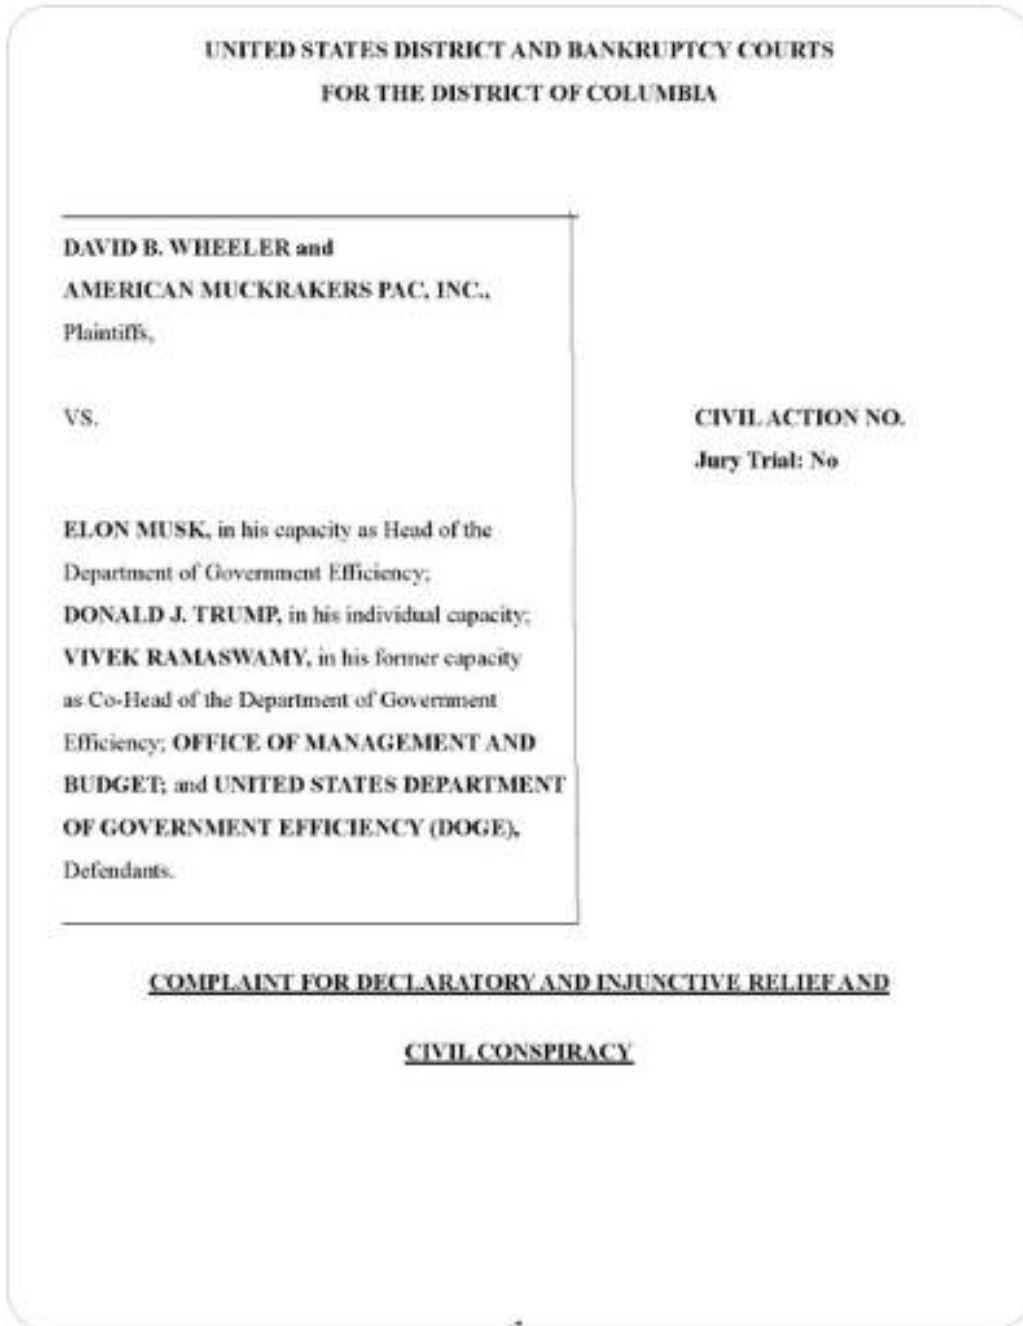 UNITED STATES DISTRICT AND BANKRUPTCY COURTS
FOR THE DISTRICT OF COLUMBIA
DAVID B. WHEELER and
AMERICAN MUCKRAKERS PAC, INC.,
Plaintiffs,
VS.
CIVIL ACTION NO.
Jury Trial: No
ELON MUSK, in his capacity as Head of the
Department of Government Efficiency;
DONALD J. TRUMP, in his individual capacity;
VIVEK RAMASWAMY, in his former capacity
as Co-Head of the Department of Government
Efficiency; OFFICE OF MANAGEMENT AND
BUDGET; and UNITED STATES DEPARTMENT
OF GOVERNMENT EFFICIENCY (DOGE),
Defendants.
COMPLAINT FOR DECLARATORY AND INJUNCTIVE RELIEF AND
CIVIL CONSPIRACY